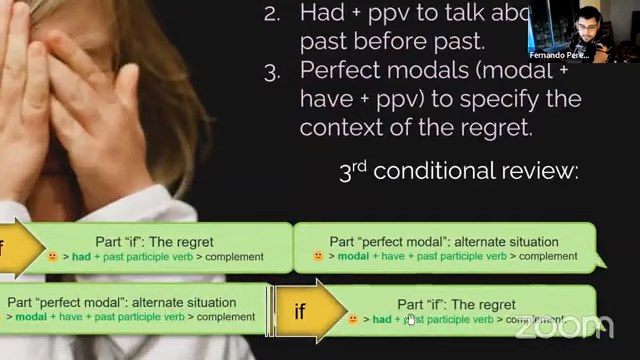 2. Had + ppv to talk
past before past.
3. Perfect modals (modal +
have + ppv) to specify the
context of the regret.
Fernando Pere...
3rd conditional review:
Part “if”: The regret
> had + past participle verb > complement
Part “perfect modal”: alternate situation
> modal + have + past participle verb > complement
Part “perfect modal”: alternate situation
> modal + have + past participle verb > complement
if
Part “if”: The regret
> had + past participle verb > complement
zoom